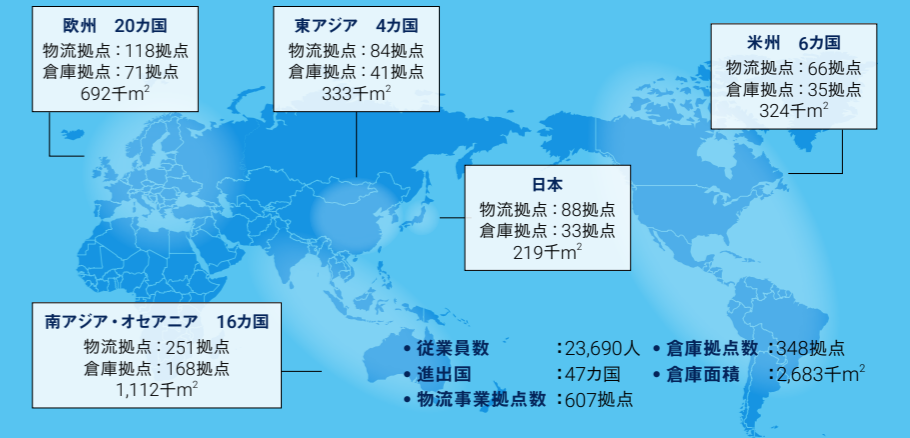 欧州　20カ国
物流拠点：118拠点
倉庫拠点：71拠点
692千m²
東アジア　4カ国
物流拠点：84拠点
倉庫拠点：41拠点
333千m²
米州　6カ国
物流拠点：66拠点
倉庫拠点：35拠点
324千m²
日本
物流拠点：88拠点
倉庫拠点：33拠点
219千m²
南アジア・オセアニア　16カ国
物流拠点：251拠点
倉庫拠点：168拠点
1,112千m²
• 従業員数　：23,690人
• 進出国　：47カ国
• 物流事業拠点数：607拠点
• 倉庫拠点数：348拠点
• 倉庫面積　：2,683千m²